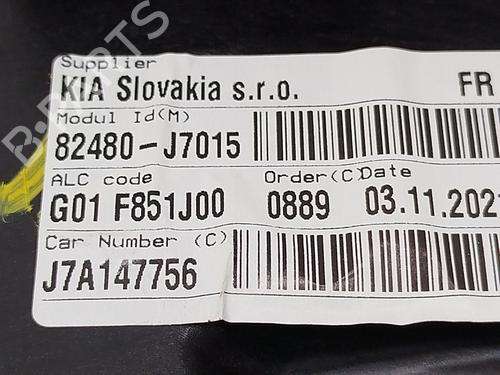 Supplier
KIA Slovakia s.r.o. FR
Modul Id(M)
82480-J7015
ALC code Order(C) Date
G01 F851J00 0889 03.11.202
Car Number (C)
J7A147756
B-PARTS